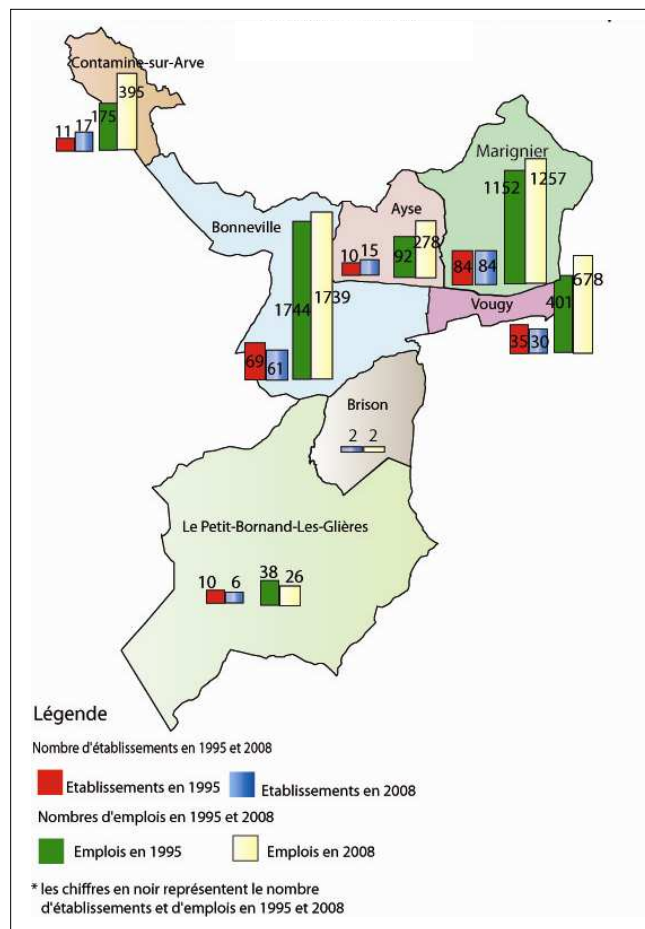 Contamine-sur-Arve
395
175
17
11
Marignier
1257
1152
84
84
Ayse
278
92
15
10
Bonneville
1744
1739
69
61
Vougy
678
401
35
30
Brison
2 2
Le Petit-Bornand-Les-Glières
10 6 38 26
Légende
Nombre d'établissements en 1995 et 2008
Etablissements en 1995 Etablissements en 2008
Nombres d'emplois en 1995 et 2008
Emplois en 1995 Emplois en 2008
* les chiffres en noir représentent le nombre
d'établissements et d'emplois en 1995 et 2008